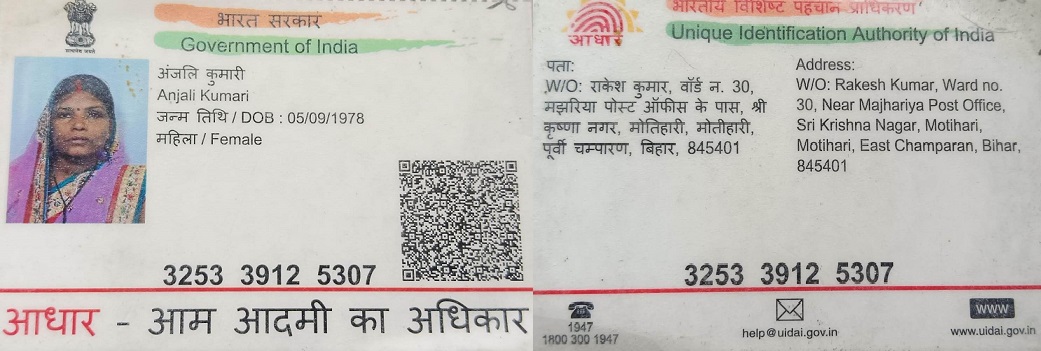 भारत सरकार
Government of India
अंजलि कुमारी
Anjali Kumari
जन्म तिथि / DOB : 05/09/1978
महिला / Female
3253 3912 5307
आधार - आम आदमी का अधिकार
भारतीय विशिष्ट पहचान प्राधिकरण
Unique Identification Authority of India
आधार
पता:
W/O: राकेश कुमार, वॉर्ड न. 30,
मझरिया पोस्ट ऑफीस के पास, श्री
कृष्णा नगर, मोतिहारी, मोतीहारी,
पूर्वी चम्पारण, बिहार, 845401
Address:
W/O: Rakesh Kumar, Ward no.
30, Near Majhariya Post Office,
Sri Krishna Nagar, Motihari,
Motihari, East Champaran, Bihar,
845401
3253 3912 5307
1947
1800 300 1947
help@uidai.gov.in
www
www.uidai.gov.in